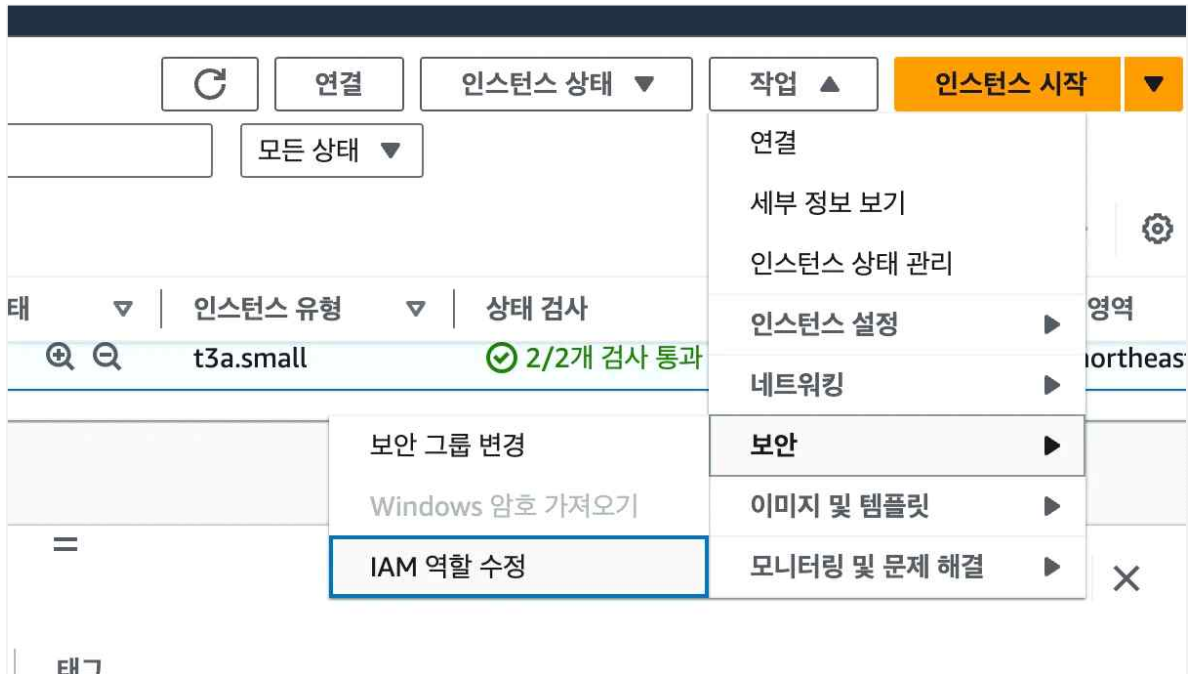 연결
인스턴스 상태
작업
인스턴스 시작
모든 상태
연결
세부 정보 보기
인스턴스 상태 관리
인스턴스 설정
네트워킹
보안
이미지 및 템플릿
모니터링 및 문제 해결
태
인스턴스 유형
상태 검사
영역
t3a.small
2/2개 검사 통과
northeast
보안 그룹 변경
Windows 암호 가져오기
IAM 역할 수정
태그